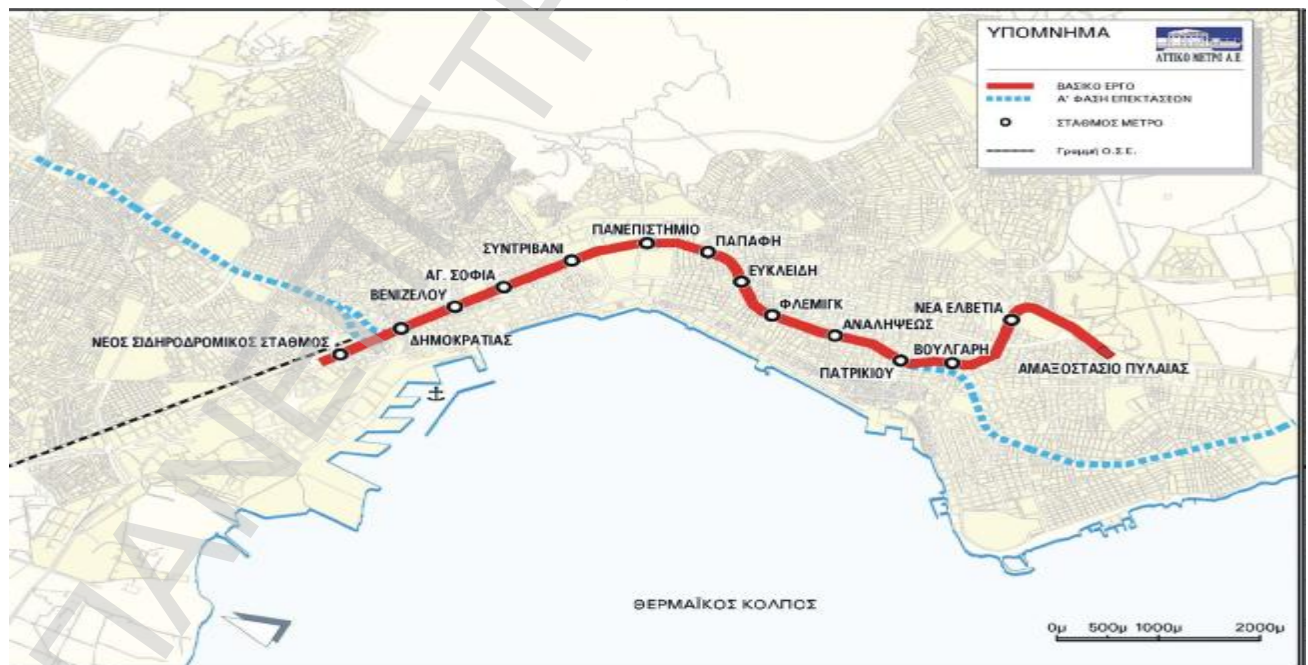 ΥΠΟΜΝΗΜΑ
ΑΤΤΙΚΟ ΜΕΤΡΟ Α.Ε.
ΒΑΣΙΚΟ ΕΡΓΟ
Α' ΦΑΣΗ ΕΠΕΚΤΑΣΕΩΝ
ΣΤΑΘΜΟΣ ΜΕΤΡΟ
Γραμμή Ο.Σ.Ε.
ΝΕΟΣ ΣΙΔΗΡΟΔΡΟΜΙΚΟΣ ΣΤΑΘΜΟΣ
ΔΗΜΟΚΡΑΤΙΑΣ
ΒΕΝΙΖΕΛΟΥ
ΑΓ. ΣΟΦΙΑ
ΣΥΝΤΡΙΒΑΝΙ
ΠΑΝΕΠΙΣΤΗΜΙΟ
ΠΑΠΑΦΗ
ΕΥΚΛΕΙΔΗ
ΦΛΕΜΙΓΚ
ΑΝΑΛΗΨΕΩΣ
ΠΑΤΡΙΚΙΟΥ
ΒΟΥΛΓΑΡΗ
ΝΕΑ ΕΛΒΕΤΙΑ
ΑΜΑΞΟΣΤΑΣΙΟ ΠΥΛΑΙΑΣ
ΘΕΡΜΑΪΚΟΣ ΚΟΛΠΟΣ
0μ 500μ 1000μ 2000μ